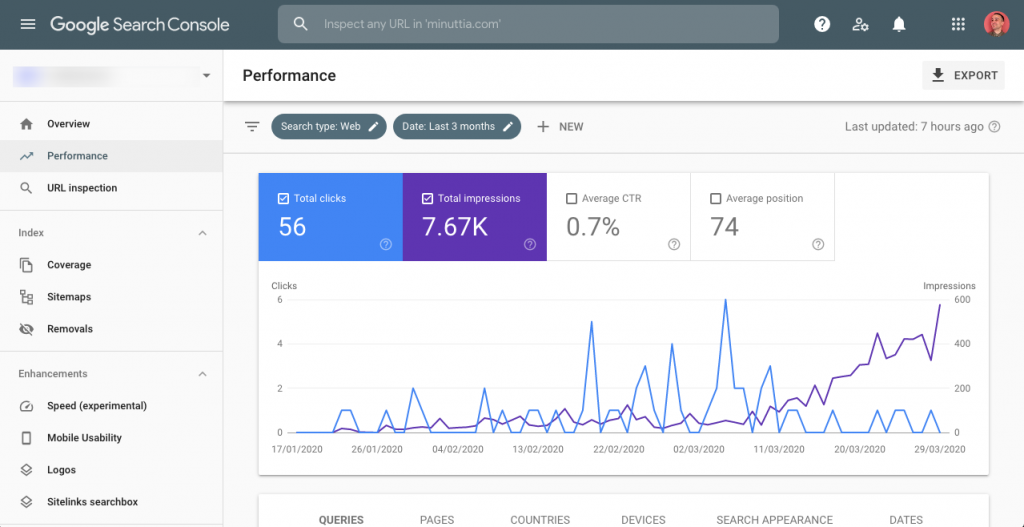 Google Search Console
Inspect any URL in 'minuttia.com'
Performance
EXPORT
Overview
Performance
URL inspection
Index
Coverage
Sitemaps
Removals
Enhancements
Speed (experimental)
Mobile Usability
Logos
Sitelinks searchbox
Search type: Web
Date: Last 3 months
NEW
Last updated: 7 hours ago
Total clicks
56
Total impressions
7.67K
Average CTR
0.7%
Average position
74
Clicks
Impressions
6
4
2
0
600
400
200
0
17/01/2020
26/01/2020
04/02/2020
13/02/2020
22/02/2020
02/03/2020
11/03/2020
20/03/2020
29/03/2020
QUERIES
PAGES
COUNTRIES
DEVICES
SEARCH APPEARANCE
DATES